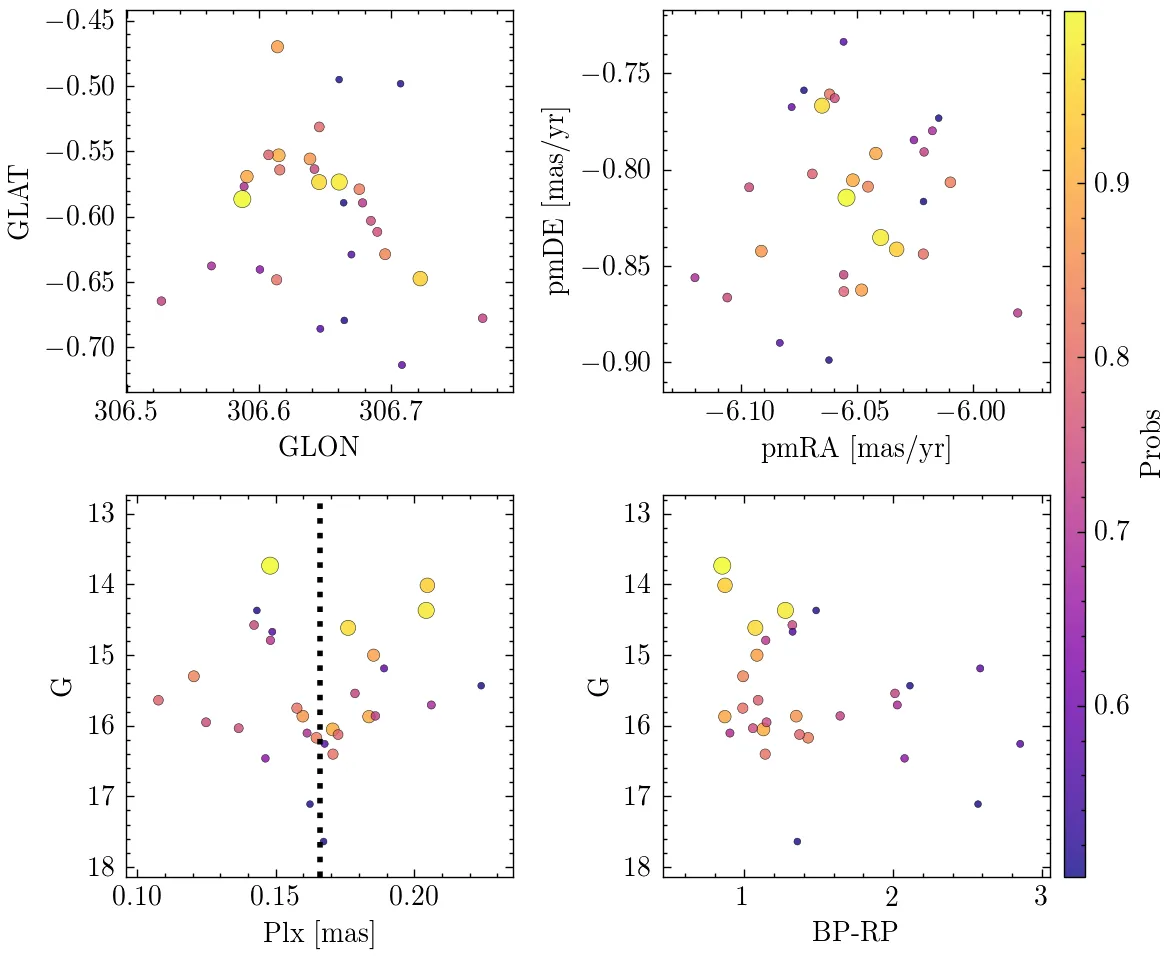 −0.45
−0.50
−0.55
−0.60
−0.65
−0.70
GLAT
306.5 306.6 306.7
GLON
−0.75
−0.80
−0.85
−0.90
pmDE [mas/yr]
−6.10 −6.05 −6.00
pmRA [mas/yr]
0.9
0.8
0.7
0.6
Probs
13
14
15
16
17
18
G
0.10 0.15 0.20
Plx [mas]
13
14
15
16
17
18
G
1 2 3
BP-RP